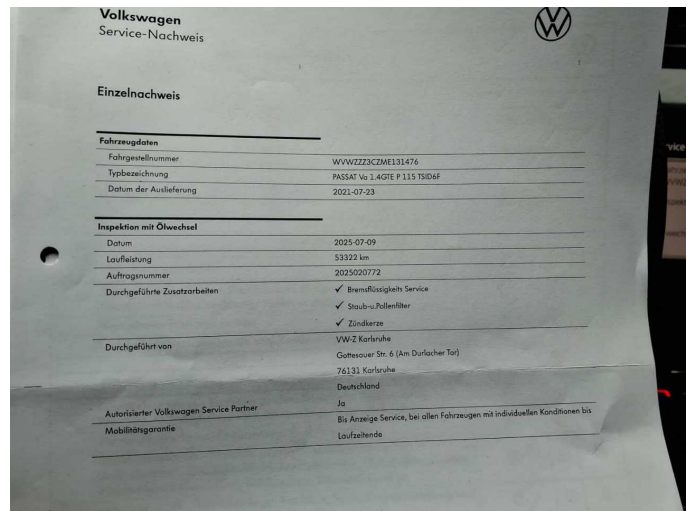 Volkswagen
Service-Nachweis
Einzelnachweis
Fahrzeugdaten
Fahrgestellnummer WVWZZZ3CZME131476
Typbezeichnung PASSAT Va 1.4GTE P 115 TSID6F
Datum der Auslieferung 2021-07-23
Inspektion mit Ölwechsel
Datum 2025-07-09
Laufleistung 53322 km
Auftragsnummer 2025020772
Durchgeführte Zusatzarbeiten ✓ Bremsflüssigkeits Service
✓ Staub-u.Pollenfilter
✓ Zündkerze
Durchgeführt von VW-Z Karlsruhe
Gottesauer Str. 6 (Am Durlacher Tor)
76131 Karlsruhe
Deutschland
Autorisierter Volkswagen Service Partner Ja
Mobilitätsgarantie Bis Anzeige Service, bei allen Fahrzeugen mit individuellen Konditionen bis
Laufzeitende